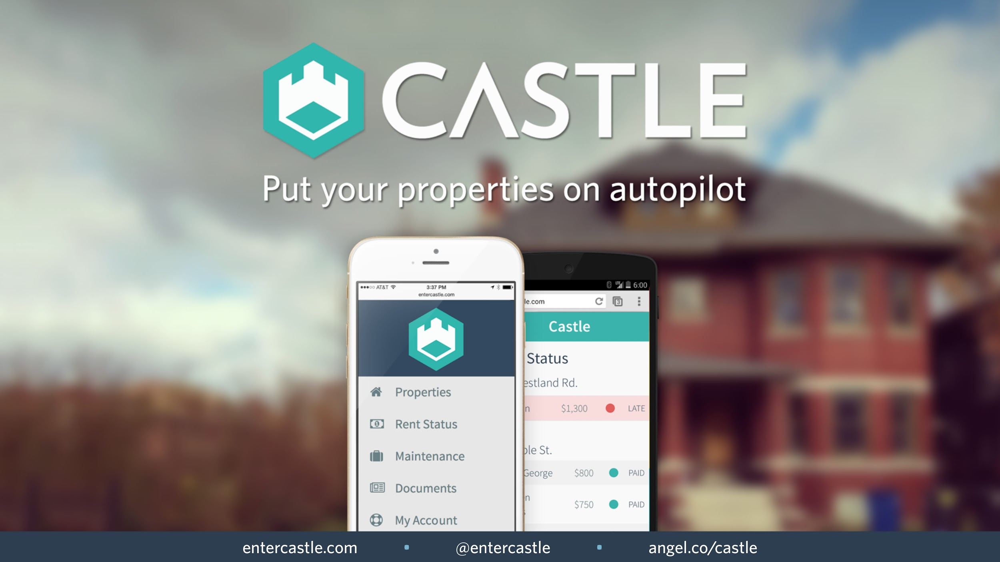 CASTLE
Put your properties on autopilot
AT&T 3:37 PM
entercastle.com
Properties
Rent Status
Maintenance
Documents
My Account
LTE 6:00
le.com 3
Castle
Status
estland Rd.
n $1,300 LATE
ple St.
George $800 PAID
n
$750 PAID
s
entercastle.com · @entercastle · angel.co/castle